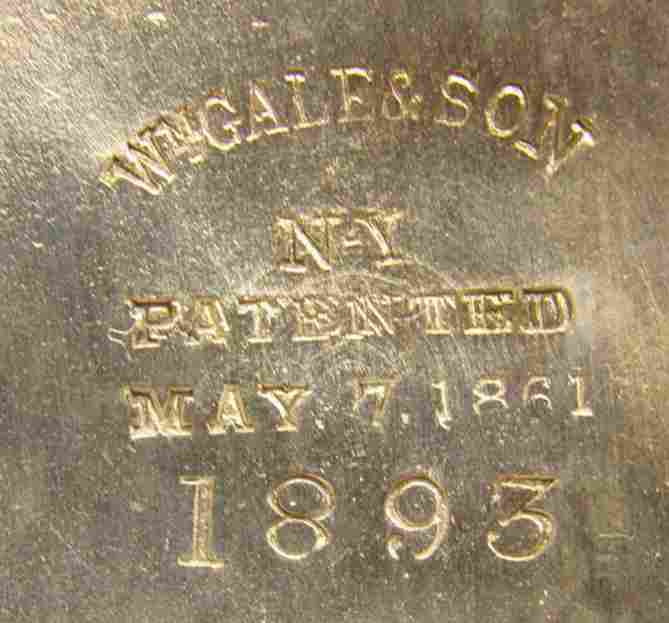 WM GALE & SON
N-Y
PATENTED
MAY 7. 1861
1893